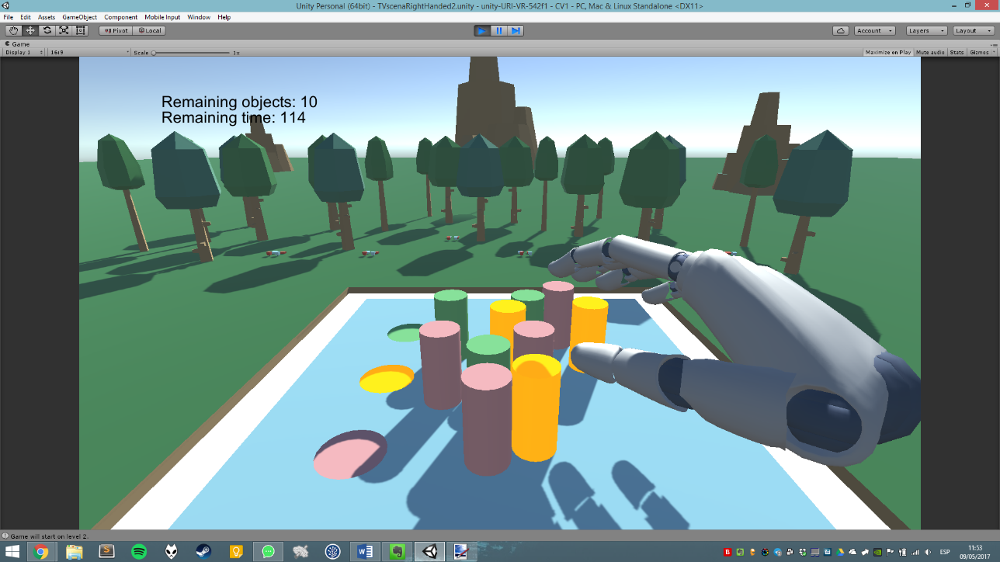 Unity Personal (64bit) - TVscenaRightHanded2.unity - unity-URI-VR-542f1 - CV1 - PC, Mac & Linux Standalone <DX11>
File Edit Assets GameObject Component Mobile Input Window Help
Pivot Local Account Layers Layout
Game
Display 1 16:9 Scale 1x Maximize on Play Mute audio Stats Gizmos
Remaining objects: 10
Remaining time: 114
Game will start on level 2.
ESP
11:53
09/05/2017